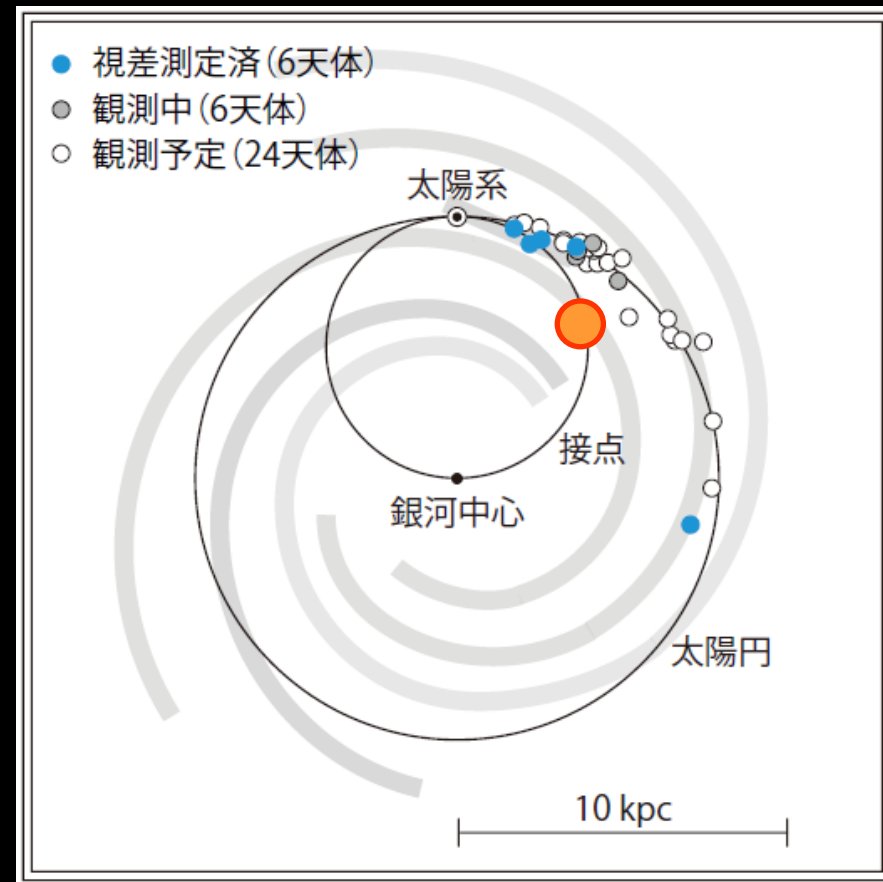 視差測定済(6天体)
観測中(6天体)
観測予定(24天体)
太陽系
接点
銀河中心
太陽円
10 kpc